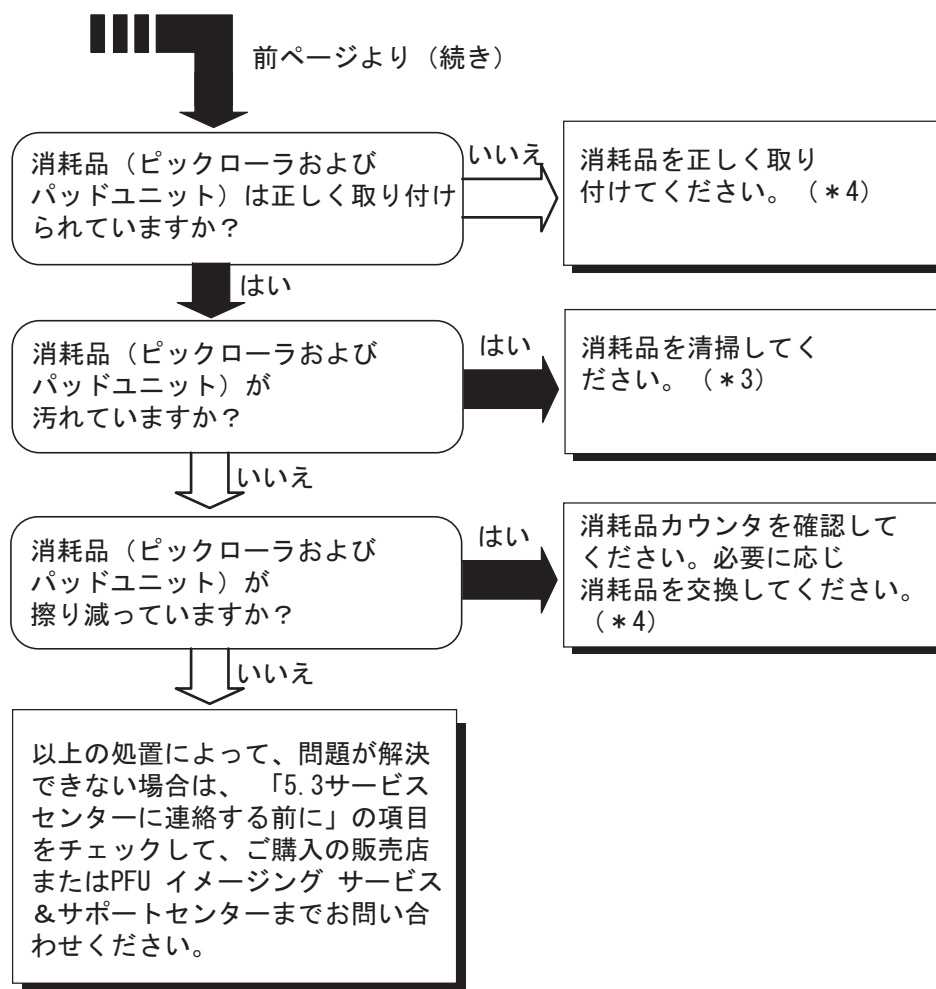 前ページより（続き）
消耗品（ピックローラおよび
パッドユニット）は正しく取り付け
られていますか？
いいえ
消耗品を正しく取り
付けてください。（＊4）
はい
消耗品（ピックローラおよび
パッドユニット）が
汚れていますか？
はい
消耗品を清掃してく
ださい。（＊3）
いいえ
消耗品（ピックローラおよび
パッドユニット）が
擦り減っていますか？
はい
消耗品カウンタを確認して
ください。必要に応じ
消耗品を交換してください。
（＊4）
いいえ
以上の処置によって、問題が解決
できない場合は、 「5.3サービス
センターに連絡する前に」の項目
をチェックして、ご購入の販売店
またはPFU イメージング サービス
＆サポートセンターまでお問い合
わせください。